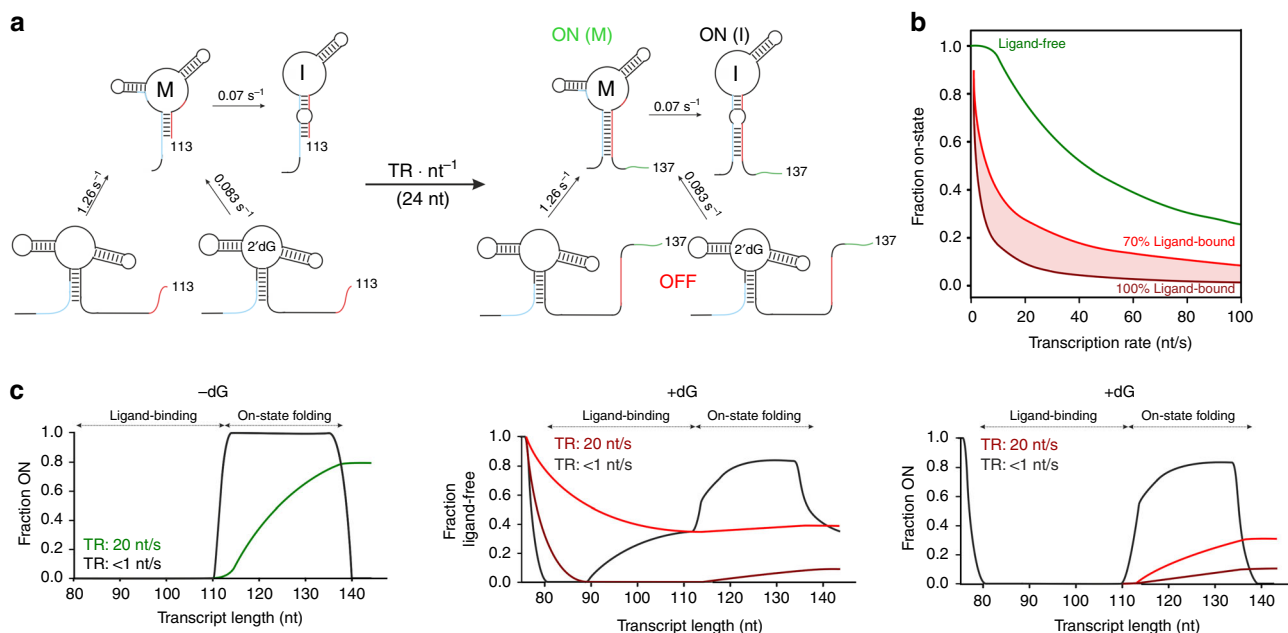 a
M
0.07 s⁻¹
I
113
113
1.26 s⁻¹
0.083 s⁻¹
2'dG
113
113
TR · nt⁻¹
(24 nt)
ON (M)
ON (I)
M
0.07 s⁻¹
I
137
137
1.26 s⁻¹
0.083 s⁻¹
137
OFF
2'dG
137
b
Fraction on-state
1.0
0.8
0.6
0.4
0.2
0.0
Ligand-free
70% Ligand-bound
100% Ligand-bound
0
20
40
60
80
100
Transcription rate (nt/s)
c
–dG
Ligand-binding
On-state folding
Fraction ON
1.0
0.8
0.6
0.4
0.2
0.0
TR: 20 nt/s
TR: <1 nt/s
80
90
100
110
120
130
140
Transcript length (nt)
+dG
Ligand-binding
On-state folding
Fraction
ligand-free
1.0
0.8
0.6
0.4
0.2
0.0
TR: 20 nt/s
TR: <1 nt/s
80
90
100
110
120
130
140
Transcript length (nt)
+dG
Ligand-binding
On-state folding
Fraction ON
1.0
0.8
0.6
0.4
0.2
0.0
TR: 20 nt/s
TR: <1 nt/s
80
90
100
110
120
130
140
Transcript length (nt)